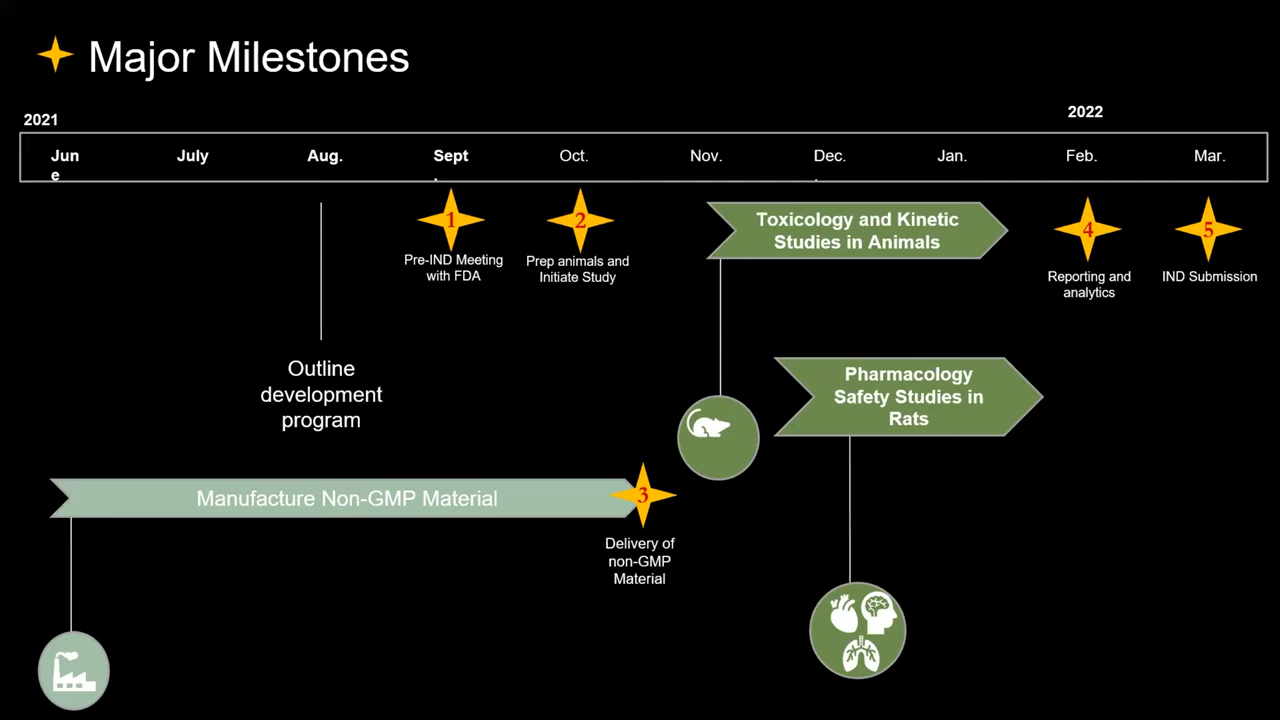 Major Milestones
2021
2022
Jun
e
July
Aug.
Sept
.
Oct.
Nov.
Dec.
.
Jan.
Feb.
Mar.
1
Pre-IND Meeting
with FDA
2
Prep animals and
Initiate Study
Toxicology and Kinetic
Studies in Animals
4
Reporting and
analytics
5
IND Submission
Outline
development
program
Pharmacology
Safety Studies in
Rats
Manufacture Non-GMP Material
3
Delivery of
non-GMP
Material